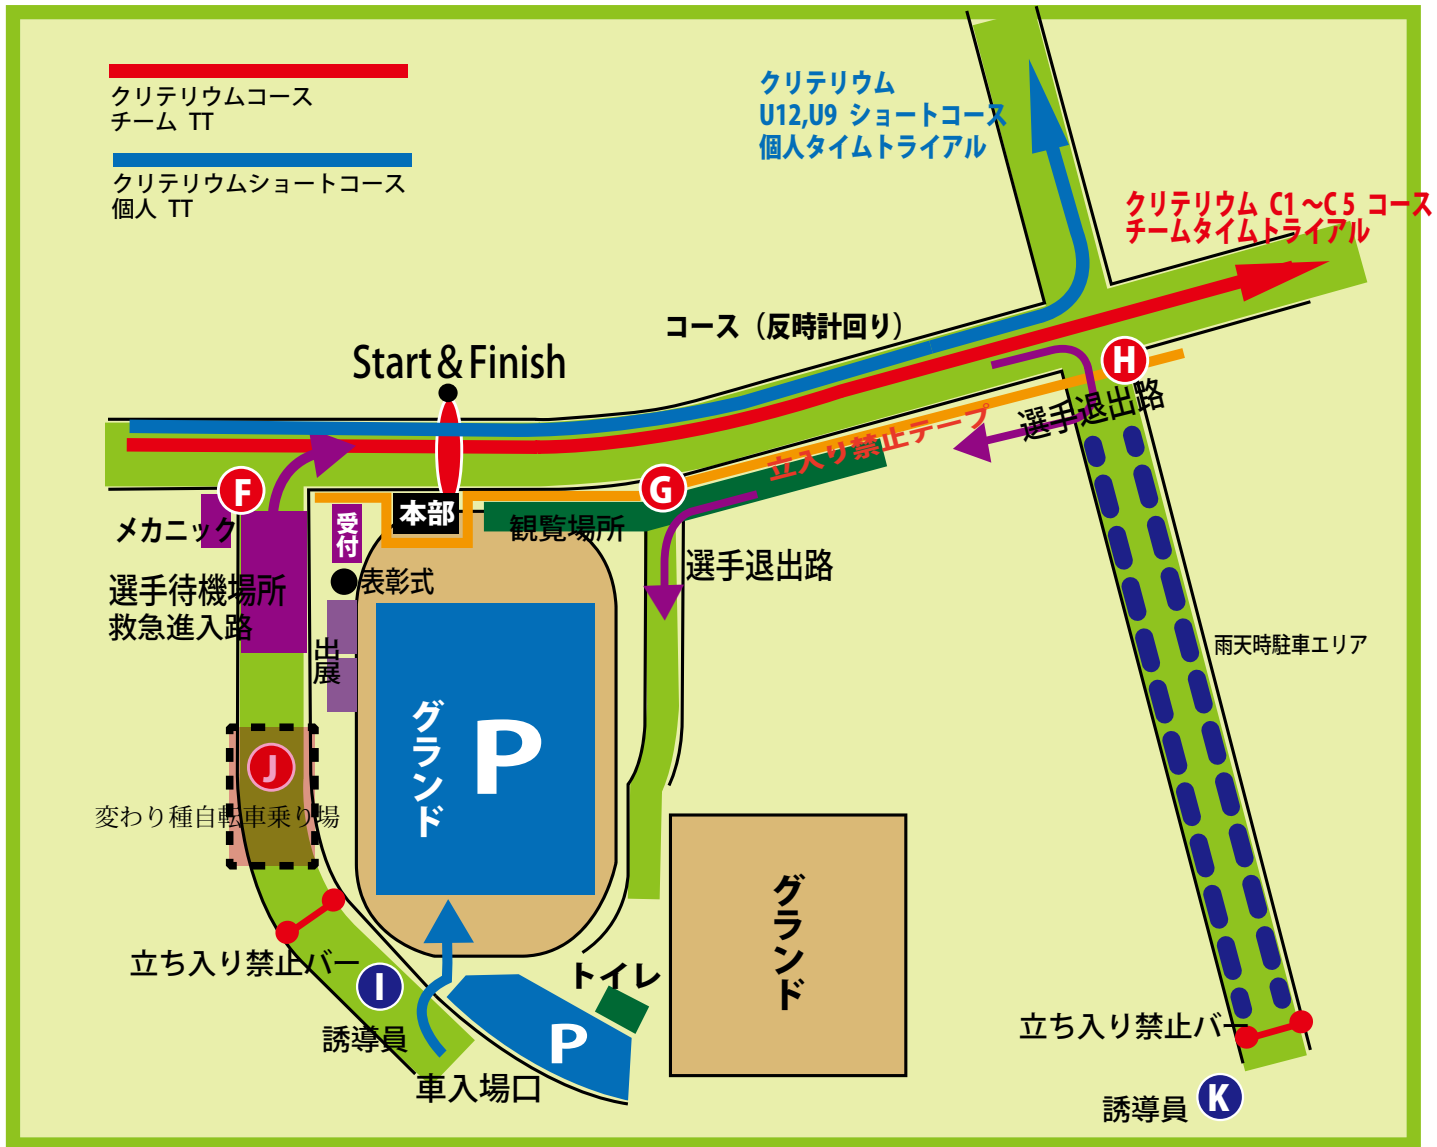 クリテリウムコース
チーム TT
クリテリウムショートコース
個人 TT
クリテリウム
U12,U9 ショートコース
個人タイムトライアル
クリテリウム C1～C5 コース
チームタイムトライアル
コース（反時計回り）
Start & Finish
H
選手退出路
立入り禁止テープ
F
G
メカニック
受付
本部
観覧場所
選手退出路
選手待機場所
救急進入路
表彰式
出展
雨天時駐車エリア
グランド
P
J
変わり種自転車乗り場
グランド
立ち入り禁止バー
I
誘導員
トイレ
P
車入場口
立ち入り禁止バー
誘導員
K